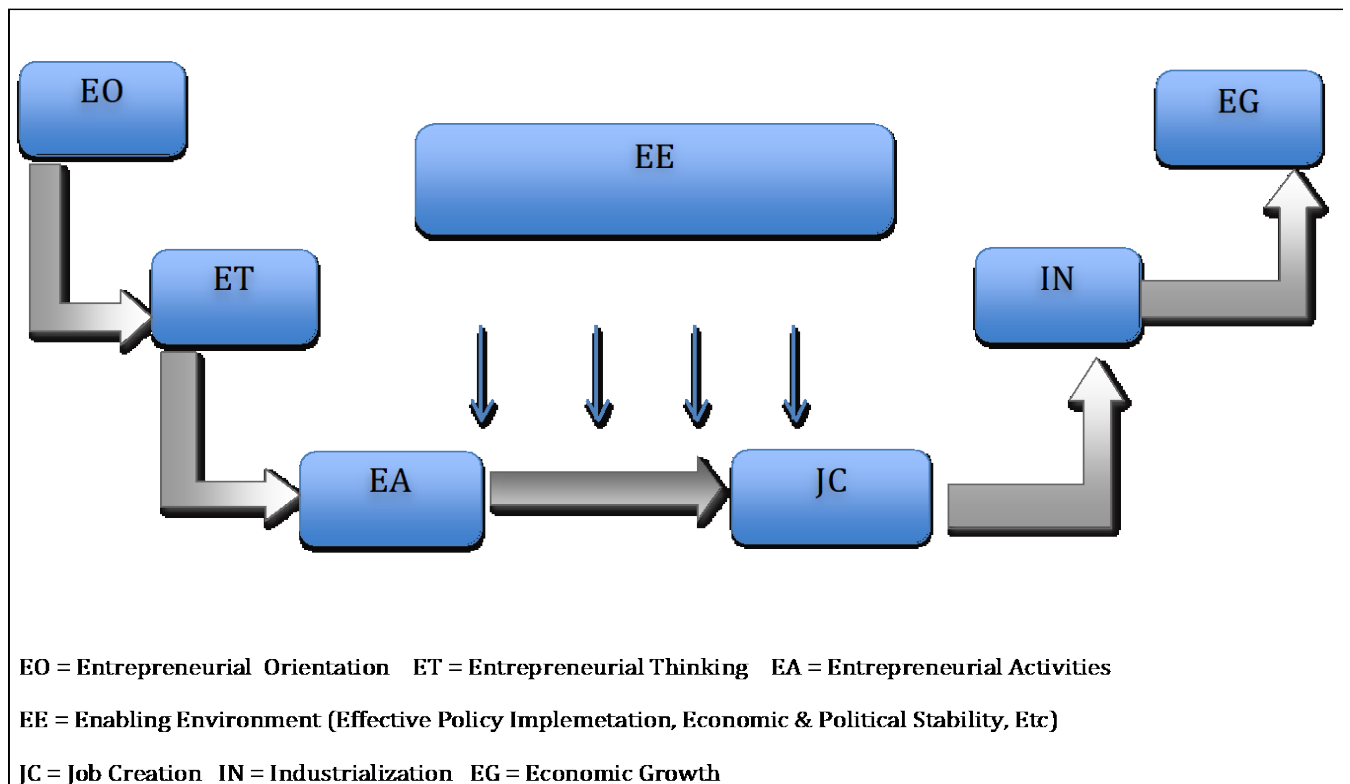 EO
EG
EE
ET
IN
EA
JC
EO = Entrepreneurial Orientation ET = Entrepreneurial Thinking EA = Entrepreneurial Activities
EE = Enabling Environment (Effective Policy Implemetation, Economic & Political Stability, Etc)
JC = Job Creation IN = Industrialization EG = Economic Growth